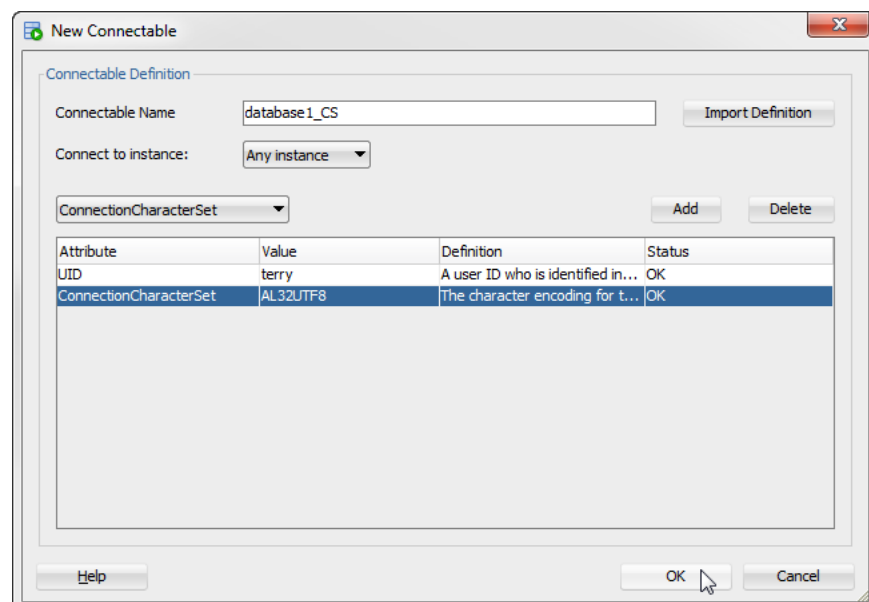 New Connectable
Connectable Definition
Connectable Name database1_CS Import Definition
Connect to instance: Any instance
ConnectionCharacterSet Add Delete
Attribute Value Definition Status
UID terry A user ID who is identified in... OK
ConnectionCharacterSet AL32UTF8 The character encoding for t... OK
Help OK Cancel